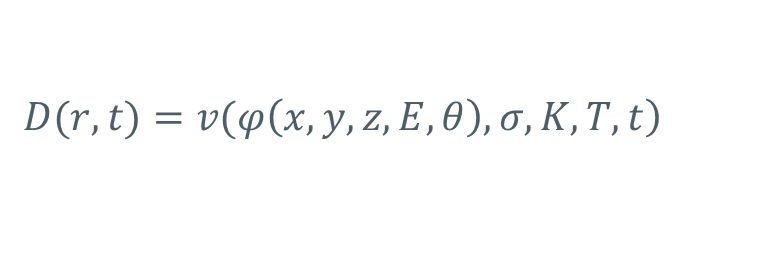 D(r, t) = v(φ(x, y, z, E, θ), σ, K, T, t)